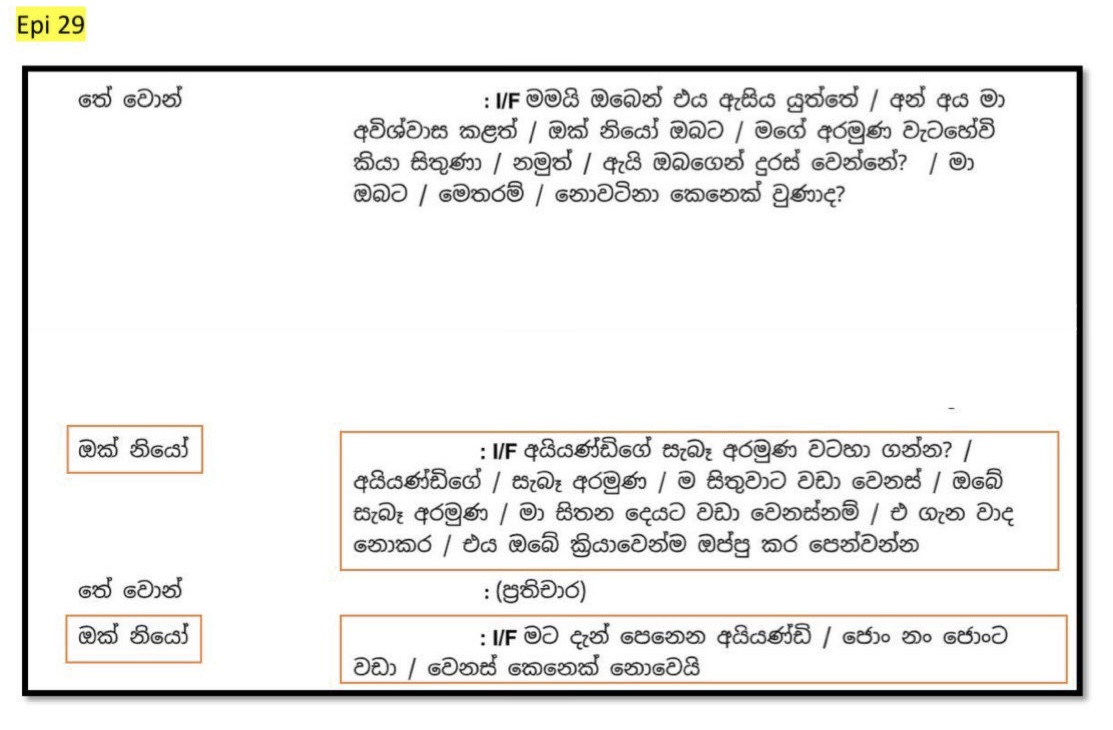 Epi 29
තේ වොන් : I/F මමයි ඔබෙන් එය ඇසිය යුත්තේ / අන් අය මා
අවිශ්වාස කළත් / ඔක් නියෝ ඔබට / මගේ අරමුණ වැටහේවි
කියා සිතුණා / නමුත් / ඇයි ඔබගෙන් දුරස් වෙන්නේ? / මා
ඔබට / මෙතරම් / නොවටිනා කෙනෙක් වුණාද?
ඔක් නියෝ : I/F අයියණ්ඩිගේ සැබෑ අරමුණ වටහා ගන්න? /
අයියණ්ඩිගේ / සැබෑ අරමුණ / ම සිතුවාට වඩා වෙනස් / ඔබේ
සැබෑ අරමුණ / මා සිතන දෙයට වඩා වෙනස්නම් / එ ගැන වාද
නොකර / එය ඔබේ ක්‍රියාවෙන්ම ඔප්පු කර පෙන්වන්න
තේ වොන් : (ප්‍රතිචාර)
ඔක් නියෝ : I/F මට දැන් පෙනෙන අයියණ්ඩි / ජොං නං ජොංට
වඩා / වෙනස් කෙනෙක් නොවෙයි